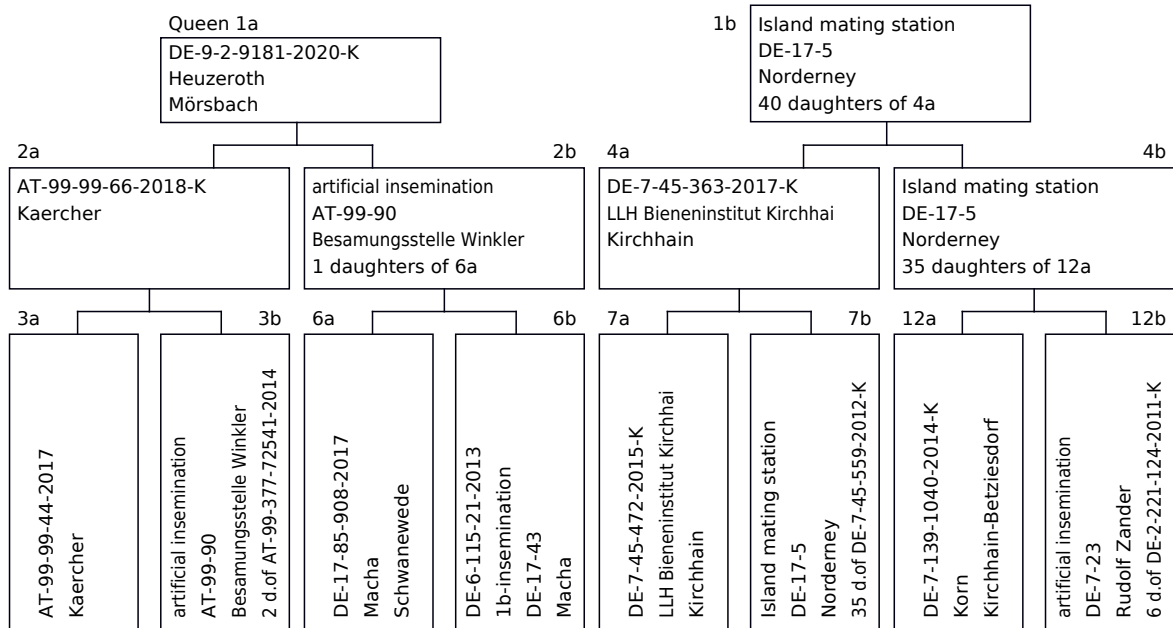 Queen 1a
DE-9-2-9181-2020-K
Heuzeroth
Mörsbach
1b
Island mating station
DE-17-5
Norderney
40 daughters of 4a
2a
AT-99-99-66-2018-K
Kaercher
2b
artificial insemination
AT-99-90
Besamungsstelle Winkler
1 daughters of 6a
4a
DE-7-45-363-2017-K
LLH Bieneninstitut Kirchhai
Kirchhain
4b
Island mating station
DE-17-5
Norderney
35 daughters of 12a
3a
AT-99-99-44-2017
Kaercher
3b
artificial insemination
AT-99-90
Besamungsstelle Winkler
2 d.of AT-99-377-72541-2014
6a
DE-17-85-908-2017
Macha
Schwanewede
6b
DE-6-115-21-2013
1b-insemination
DE-17-43
Macha
7a
DE-7-45-472-2015-K
LLH Bieneninstitut Kirchhai
Kirchhain
7b
Island mating station
DE-17-5
Norderney
35 d.of DE-7-45-559-2012-K
12a
DE-7-139-1040-2014-K
Korn
Kirchhain-Betziesdorf
12b
artificial insemination
DE-7-23
Rudolf Zander
6 d.of DE-2-221-124-2011-K